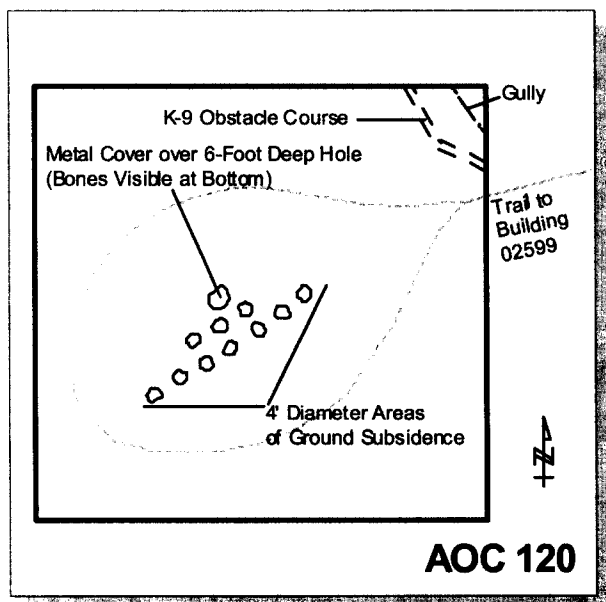 Gully
K-9 Obstacle Course
Metal Cover over 6-Foot Deep Hole
(Bones Visible at Bottom)
Trail to
Building
02599
4' Diameter Areas
of Ground Subsidence
N
AOC 120